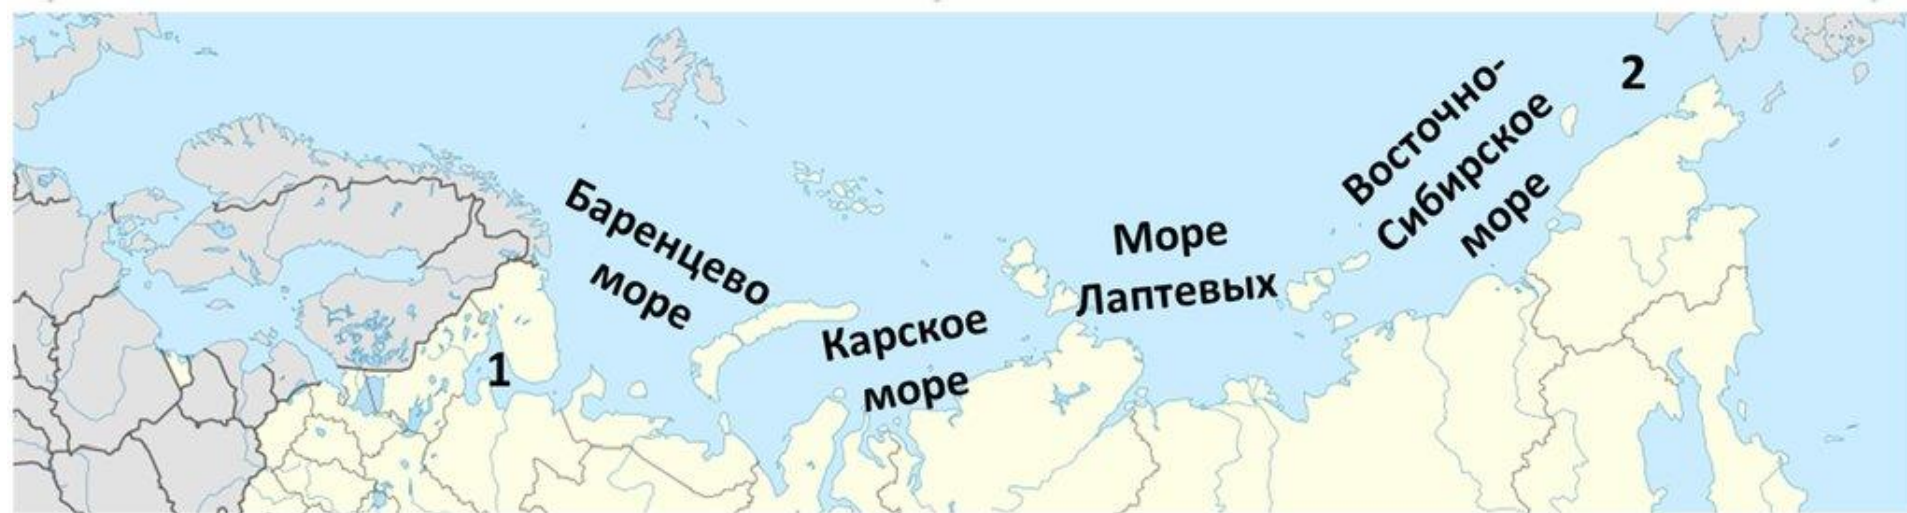 2
Восточно-
Сибирское
море
Море
Лаптевых
Баренцево
море
Карское
море
1